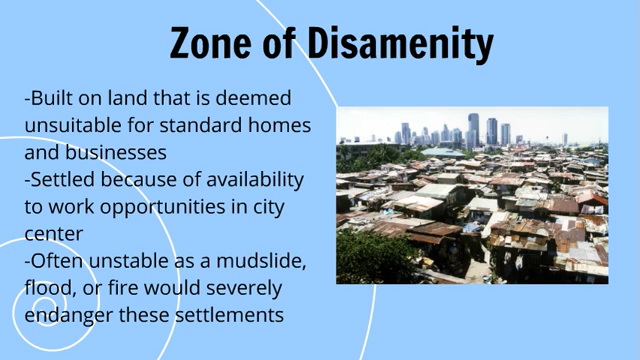 Zone of Disamenity
-Built on land that is deemed
unsuitable for standard homes
and businesses
-Settled because of availability
to work opportunities in city
center
-Often unstable as a mudslide,
flood, or fire would severely
endanger these settlements